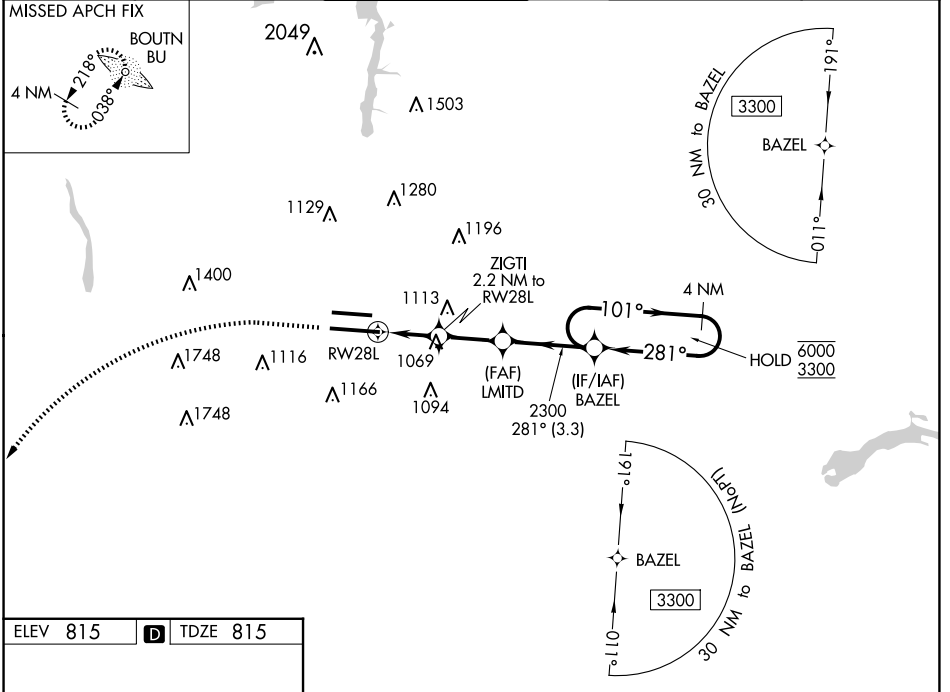 MISSED APCH FIX
BOUTN
BU
4 NM
218°
038°
2049
1503
1280
1129
1196
1400
1113
ZIGTI
2.2 NM to
RW28L
RW28L
1069
1748
1116
1166
1094
1748
(FAF)
LMITD
2300
281° (3.3)
(IF/IAF)
BAZEL
101°
281°
4 NM
HOLD
6000
3300
30 NM to BAZEL
3300
BAZEL
191°
011°
30 NM to BAZEL (NoPT)
3300
BAZEL
191°
011°
ELEV 815
D
TDZE 815